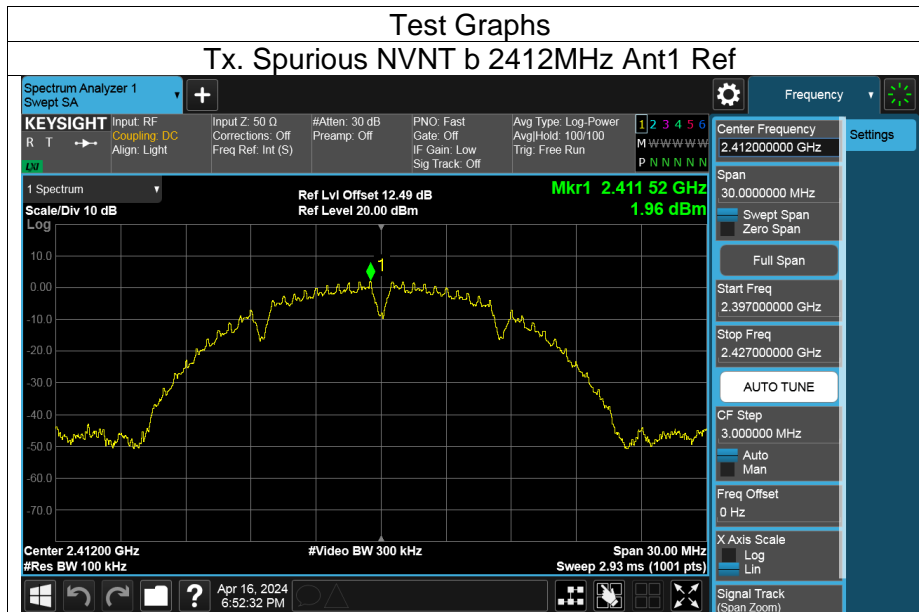 Test Graphs
Tx. Spurious NVNT b 2412MHz Ant1 Ref
Spectrum Analyzer 1
Swept SA
Frequency
KEYSIGHT
R T
LXI
Input: RF
Coupling: DC
Align: Light
Input Z: 50 Ω
Corrections: Off
Freq Ref: Int (S)
#Atten: 30 dB
Preamp: Off
PNO: Fast
Gate: Off
IF Gain: Low
Sig Track: Off
Avg Type: Log-Power
Avg|Hold: 100/100
Trig: Free Run
1 2 3 4 5 6
M W W W W W
P N N N N N
1 Spectrum
Scale/Div 10 dB
Log
Ref Lvl Offset 12.49 dB
Ref Level 20.00 dBm
Mkr1 2.411 52 GHz
1.96 dBm
10.0
0.00
-10.0
-20.0
-30.0
-40.0
-50.0
-60.0
-70.0
1
Center 2.41200 GHz
#Res BW 100 kHz
#Video BW 300 kHz
Span 30.00 MHz
Sweep 2.93 ms (1001 pts)
Center Frequency
2.412000000 GHz
Settings
Span
30.0000000 MHz
Swept Span
Zero Span
Full Span
Start Freq
2.397000000 GHz
Stop Freq
2.427000000 GHz
AUTO TUNE
CF Step
3.000000 MHz
Auto
Man
Freq Offset
0 Hz
X Axis Scale
Log
Lin
Signal Track
(Span Zoom)
?
Apr 16, 2024
6:52:32 PM